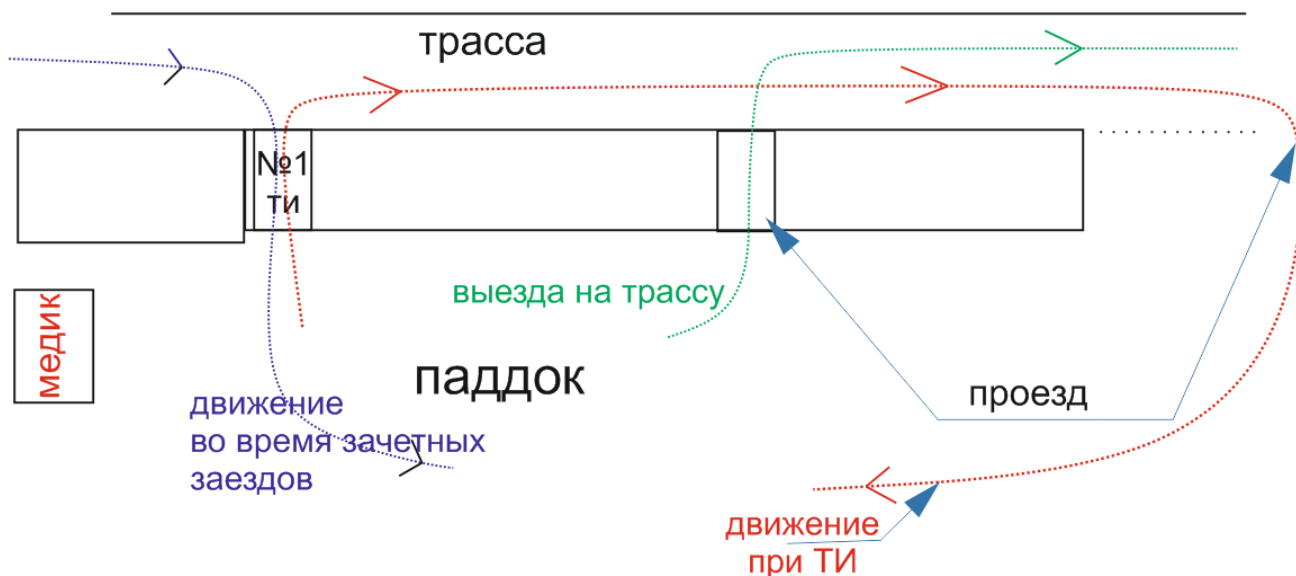 трасса
№1
ти
выезда на трассу
медик
паддок
проезд
движение
во время зачетных
заездов
движение
при ТИ